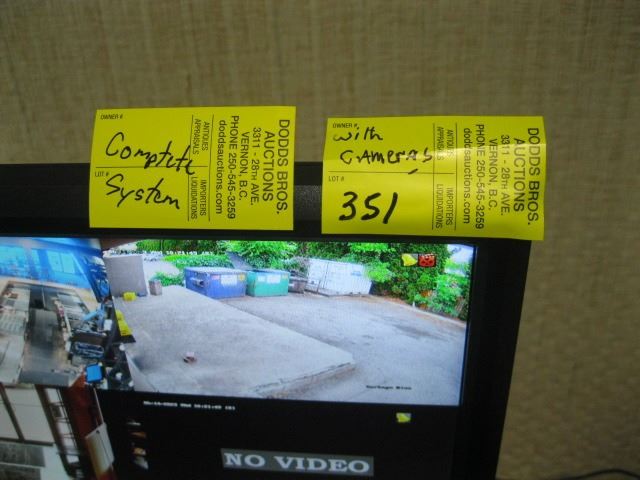 OWNER #
Complete
LOT #
System
ANTIQUES
APPRAISALS
IMPORTERS
LIQUIDATIONS
DODDS BROS.
AUCTIONS
3311 - 28TH AVE.
VERNON, B.C.
PHONE 250-545-3259
doddsauctions.com
OWNER #
with
Cameras
LOT #
351
ANTIQUES
APPRAISALS
IMPORTERS
LIQUIDATIONS
DODDS BROS.
AUCTIONS
3311 - 28TH AVE.
VERNON, B.C.
PHONE 250-545-3259
doddsauctions.com
Garbage Bins
NO VIDEO